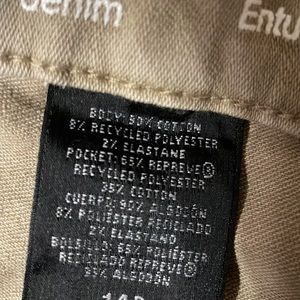 Denim
Entu
BODY: 90% COTTON
8% RECYCLED POLYESTER
2% ELASTANE
POCKET: 65% REPREVE®
RECYCLED POLYESTER
35% COTTON
CUERPO: 90% ALGODÓN
8% POLIÉSTER RECICLADO
2% ELASTANO
BOLSILLO: 65% POLIÉSTER
RECICLADO REPREVE®
35% ALGODÓN